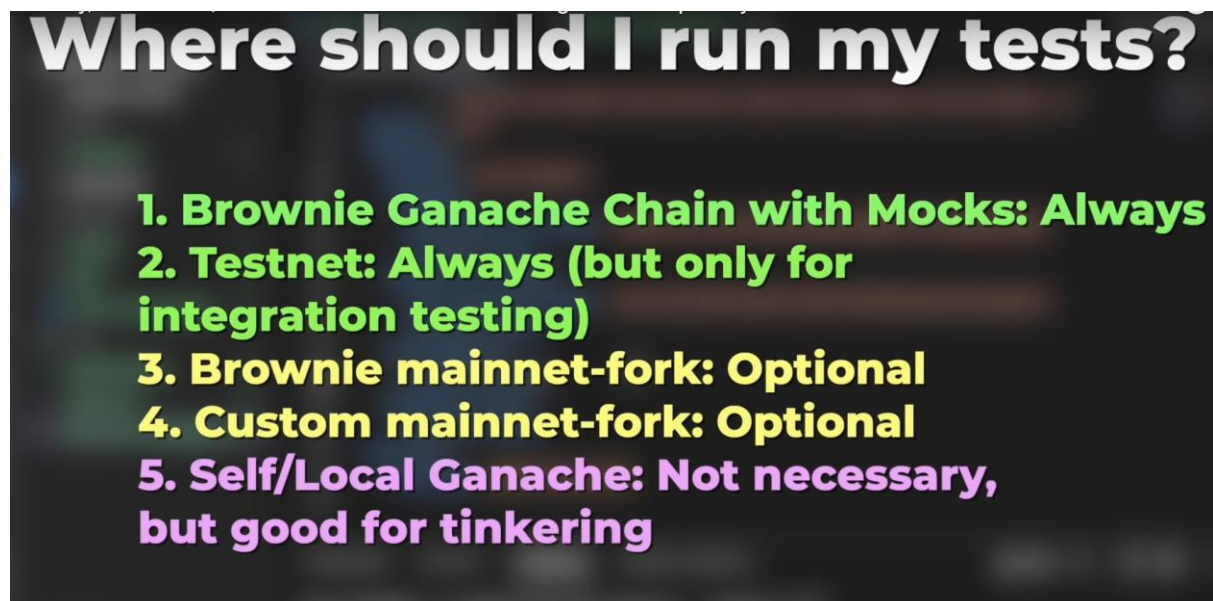 Where should I run my tests?
1. Brownie Ganache Chain with Mocks: Always
2. Testnet: Always (but only for
integration testing)
3. Brownie mainnet-fork: Optional
4. Custom mainnet-fork: Optional
5. Self/Local Ganache: Not necessary,
but good for tinkering